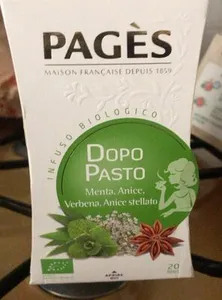 PAGÈS
MAISON FRANÇAISE DEPUIS 1859
INFUSO BIOLOGICO
DOPO
PASTO
Menta, Anice,
Verbena, Anice stellato
20